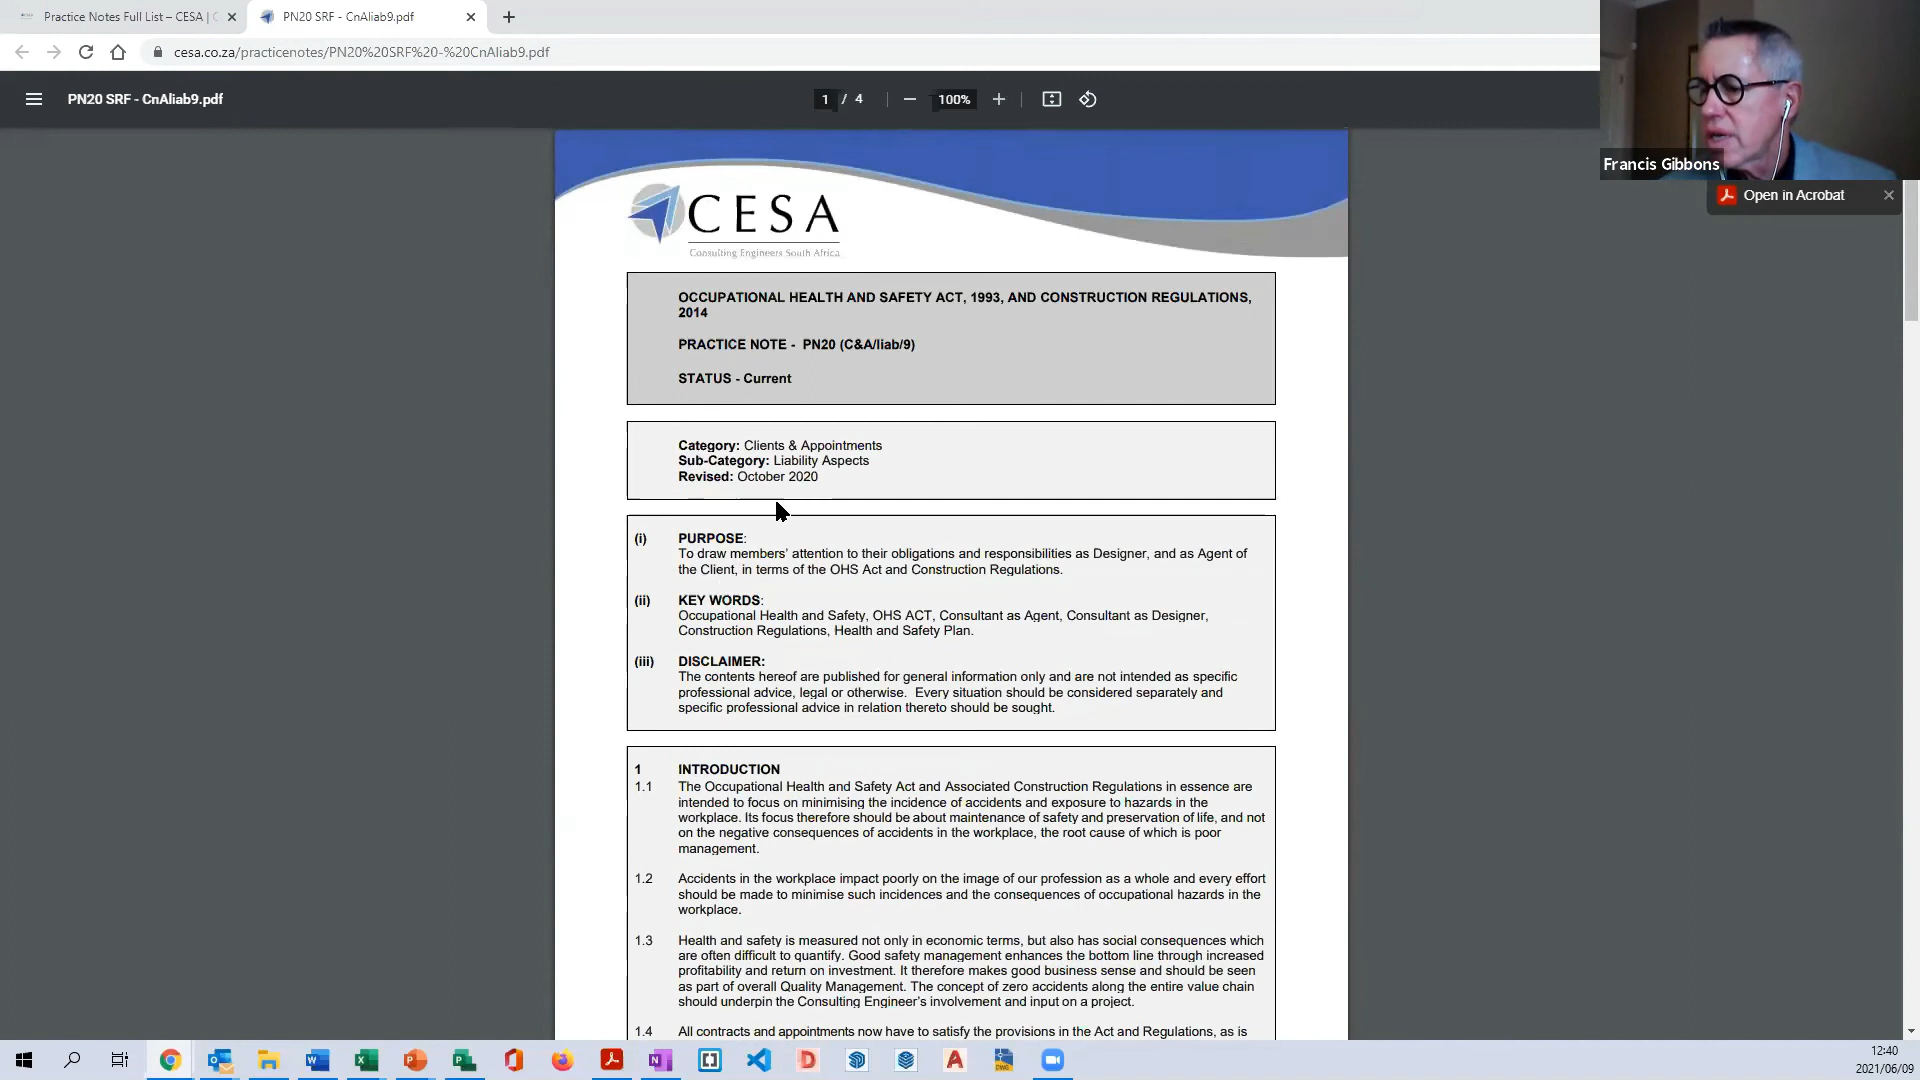 Practice Notes Full List – CESA |
PN20 SRF - CnAliab9.pdf
cesa.co.za/practicenotes/PN20%20SRF%20-%20CnAliab9.pdf
PN20 SRF - CnAliab9.pdf
1 / 4
100%
Francis Gibbons
Open in Acrobat
CESA
Consulting Engineers South Africa
OCCUPATIONAL HEALTH AND SAFETY ACT, 1993, AND CONSTRUCTION REGULATIONS,
2014
PRACTICE NOTE - PN20 (C&A/liab/9)
STATUS - Current
Category: Clients & Appointments
Sub-Category: Liability Aspects
Revised: October 2020
(i) PURPOSE:
To draw members' attention to their obligations and responsibilities as Designer, and as Agent of
the Client, in terms of the OHS Act and Construction Regulations.
(ii) KEY WORDS:
Occupational Health and Safety, OHS ACT, Consultant as Agent, Consultant as Designer,
Construction Regulations, Health and Safety Plan.
(iii) DISCLAIMER:
The contents hereof are published for general information only and are not intended as specific
professional advice, legal or otherwise. Every situation should be considered separately and
specific professional advice in relation thereto should be sought.
1 INTRODUCTION
1.1 The Occupational Health and Safety Act and Associated Construction Regulations in essence are
intended to focus on minimising the incidence of accidents and exposure to hazards in the
workplace. Its focus therefore should be about maintenance of safety and preservation of life, and not
on the negative consequences of accidents in the workplace, the root cause of which is poor
management.
1.2 Accidents in the workplace impact poorly on the image of our profession as a whole and every effort
should be made to minimise such incidences and the consequences of occupational hazards in the
workplace.
1.3 Health and safety is measured not only in economic terms, but also has social consequences which
are often difficult to quantify. Good safety management enhances the bottom line through increased
profitability and return on investment. It therefore makes good business sense and should be seen
as part of overall Quality Management. The concept of zero accidents along the entire value chain
should underpin the Consulting Engineer's involvement and input on a project.
1.4 All contracts and appointments now have to satisfy the provisions in the Act and Regulations, as is
12:40
2021/06/09